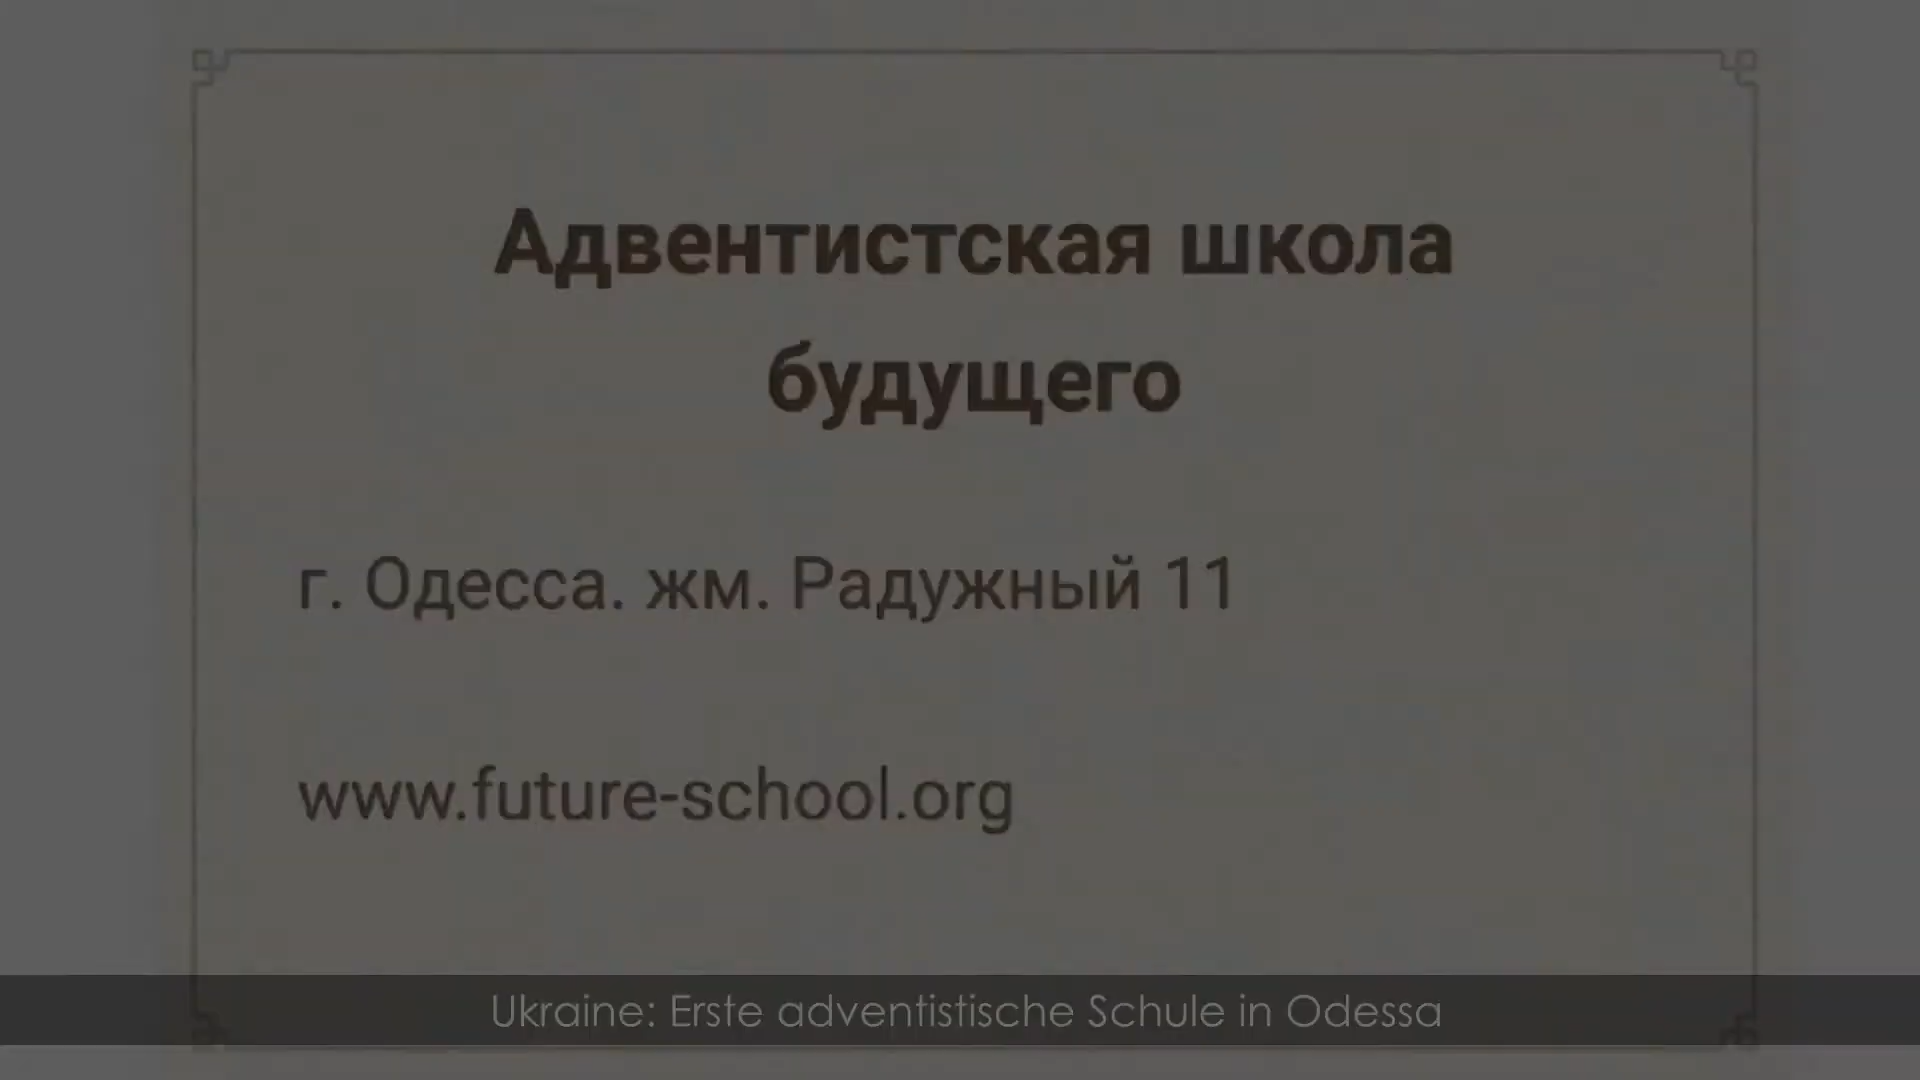 Адвентистская школа
будущего
г. Одесса. жм. Радужный 11
www.future-school.org
Ukraine: Erste adventistische Schule in Odessa